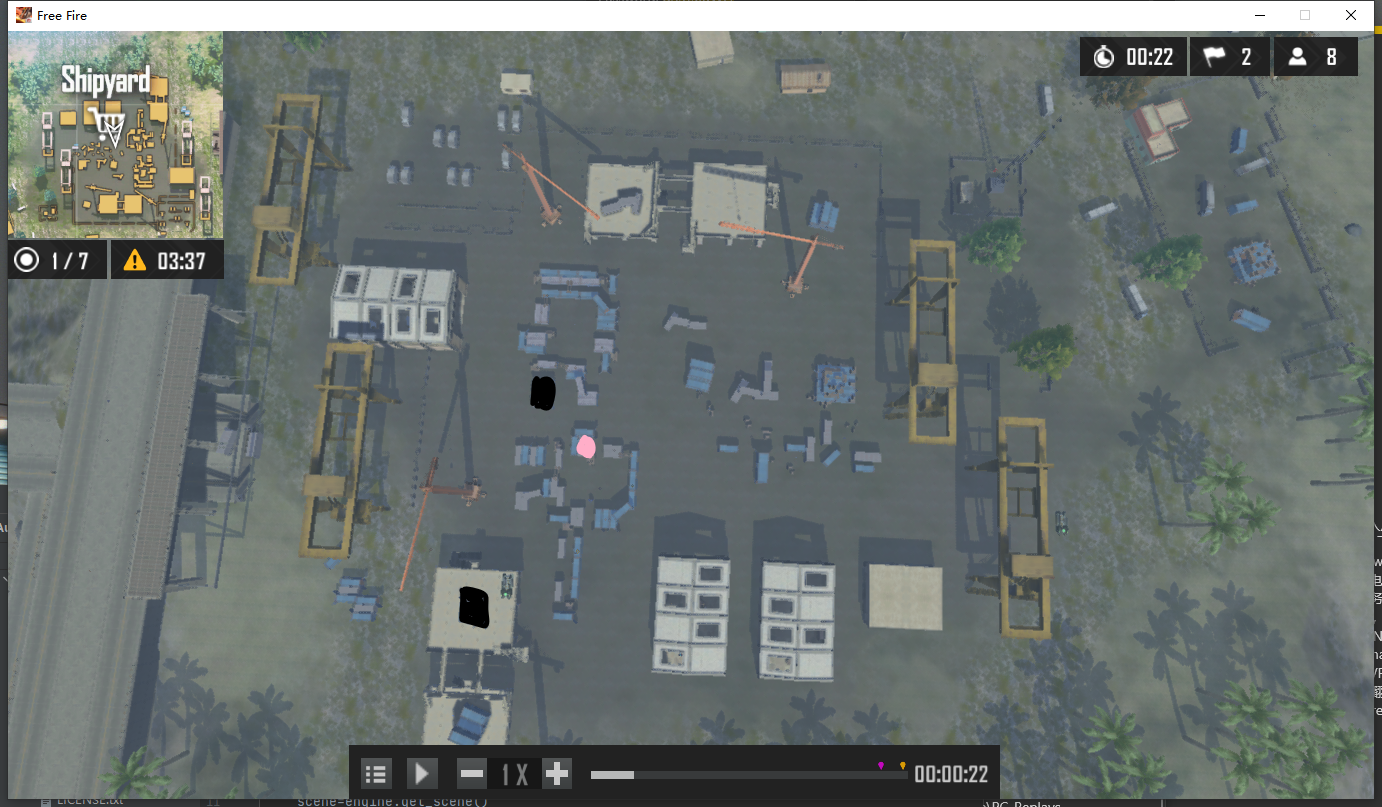 Free Fire
Shipyard
00:22
2
8
1 / 7
03:37
1 X
00:00:22
LICENSE.txt
11
scene=engine.get_scene()